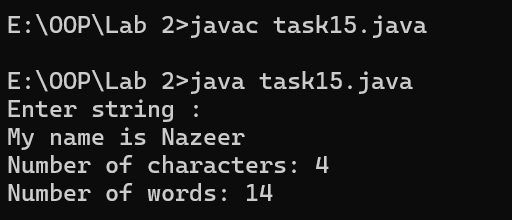 E:\OOP\Lab 2>javac task15.java
E:\OOP\Lab 2>java task15.java
Enter string :
My name is Nazeer
Number of characters: 4
Number of words: 14